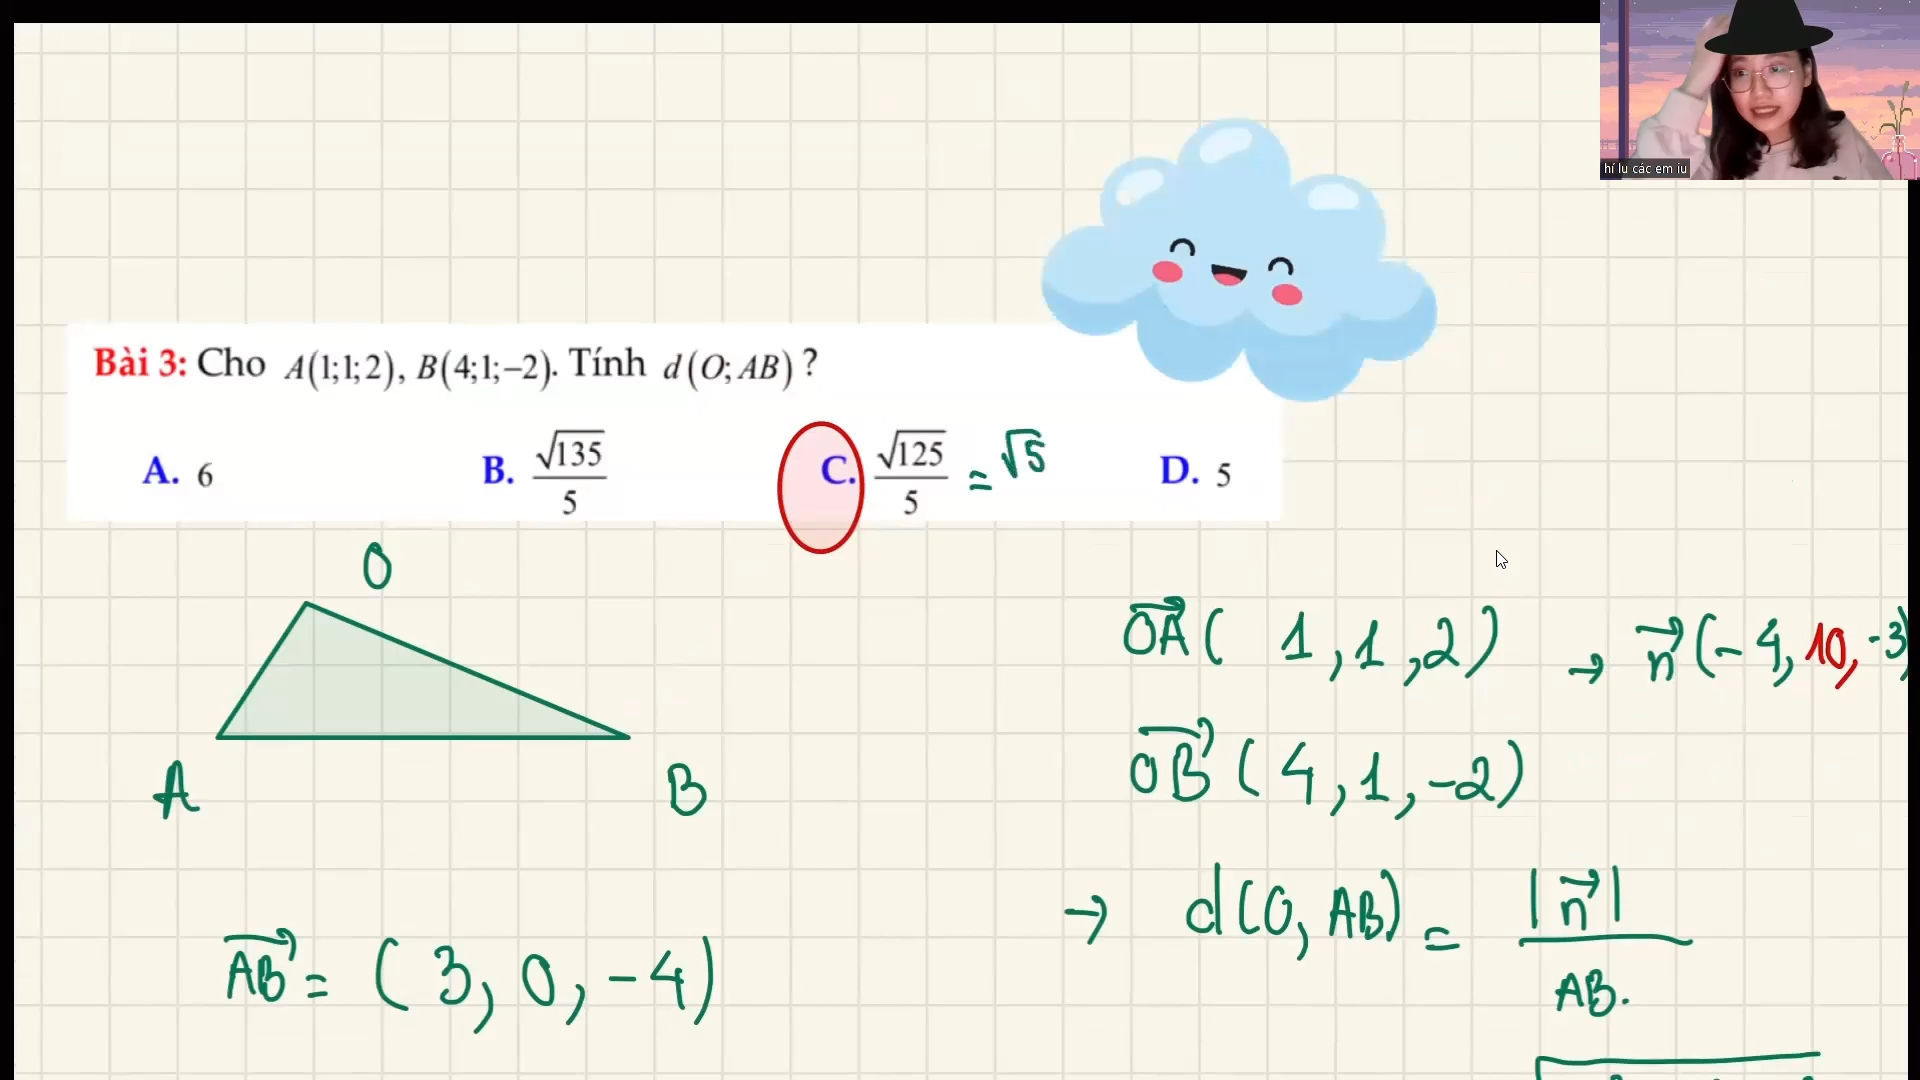 hí lu các em iu
Bài 3: Cho A(1;1;2), B(4;1;−2). Tính d(O; AB) ?
A. 6 B. √135/5 C. √125/5 = √5 D. 5
O
A B
AB→ = (3, 0, -4)
OA→ (1, 1, 2) → n→ (-4, 10, -3)
OB→ (4, 1, -2)
→ d(O, AB) = |n→| / AB.